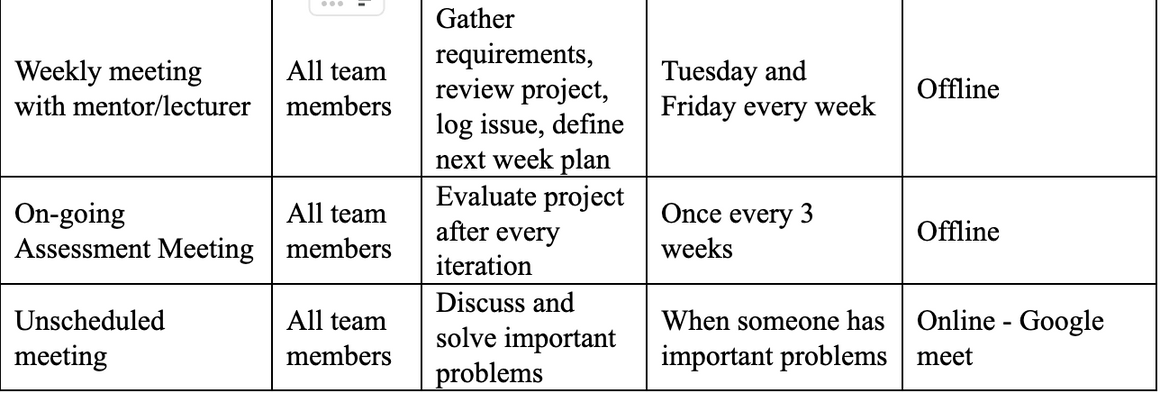 Weekly meeting
with mentor/lecturer
All team
members
Gather
requirements,
review project,
log issue, define
next week plan
Tuesday and
Friday every week
Offline
On-going
Assessment Meeting
All team
members
Evaluate project
after every
iteration
Once every 3
weeks
Offline
Unscheduled
meeting
All team
members
Discuss and
solve important
problems
When someone has
important problems
Online - Google
meet